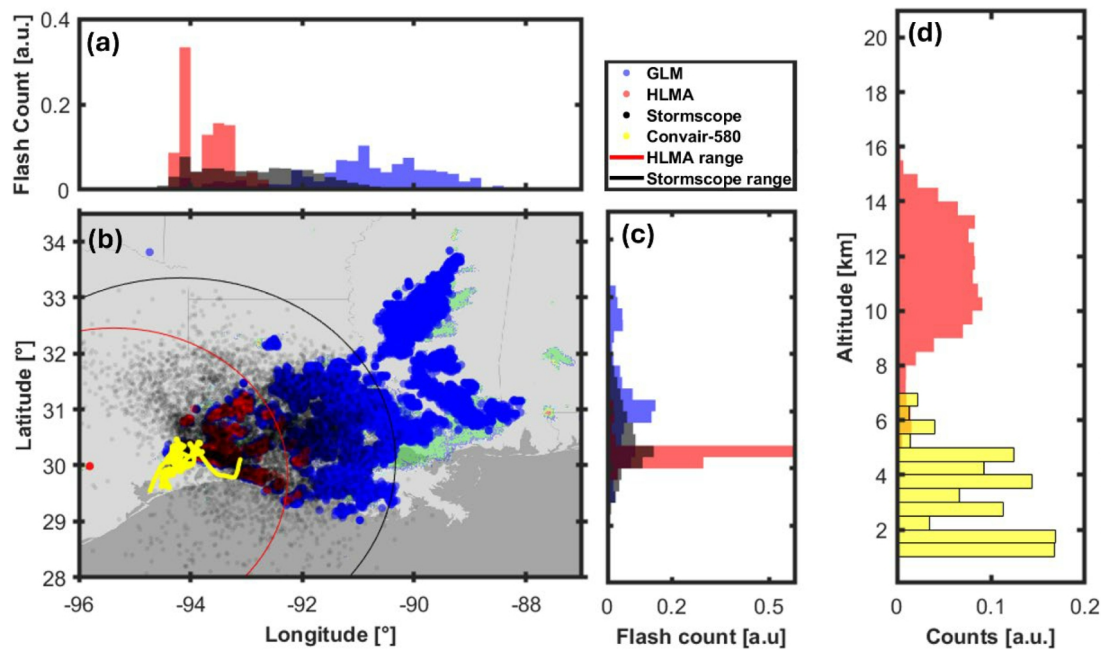 (a)
Flash Count [a.u.]
0.4
0.2
0
GLM
HLMA
Stormscope
Convair-580
HLMA range
Stormscope range
(b)
Latitude [°]
34
33
32
31
30
29
28
-96 -94 -92 -90 -88
Longitude [°]
(c)
0 0.2 0.5
Flash count [a.u]
(d)
Altitude [km]
20
18
16
14
12
10
8
6
4
2
0 0.1 0.2
Counts [a.u.]